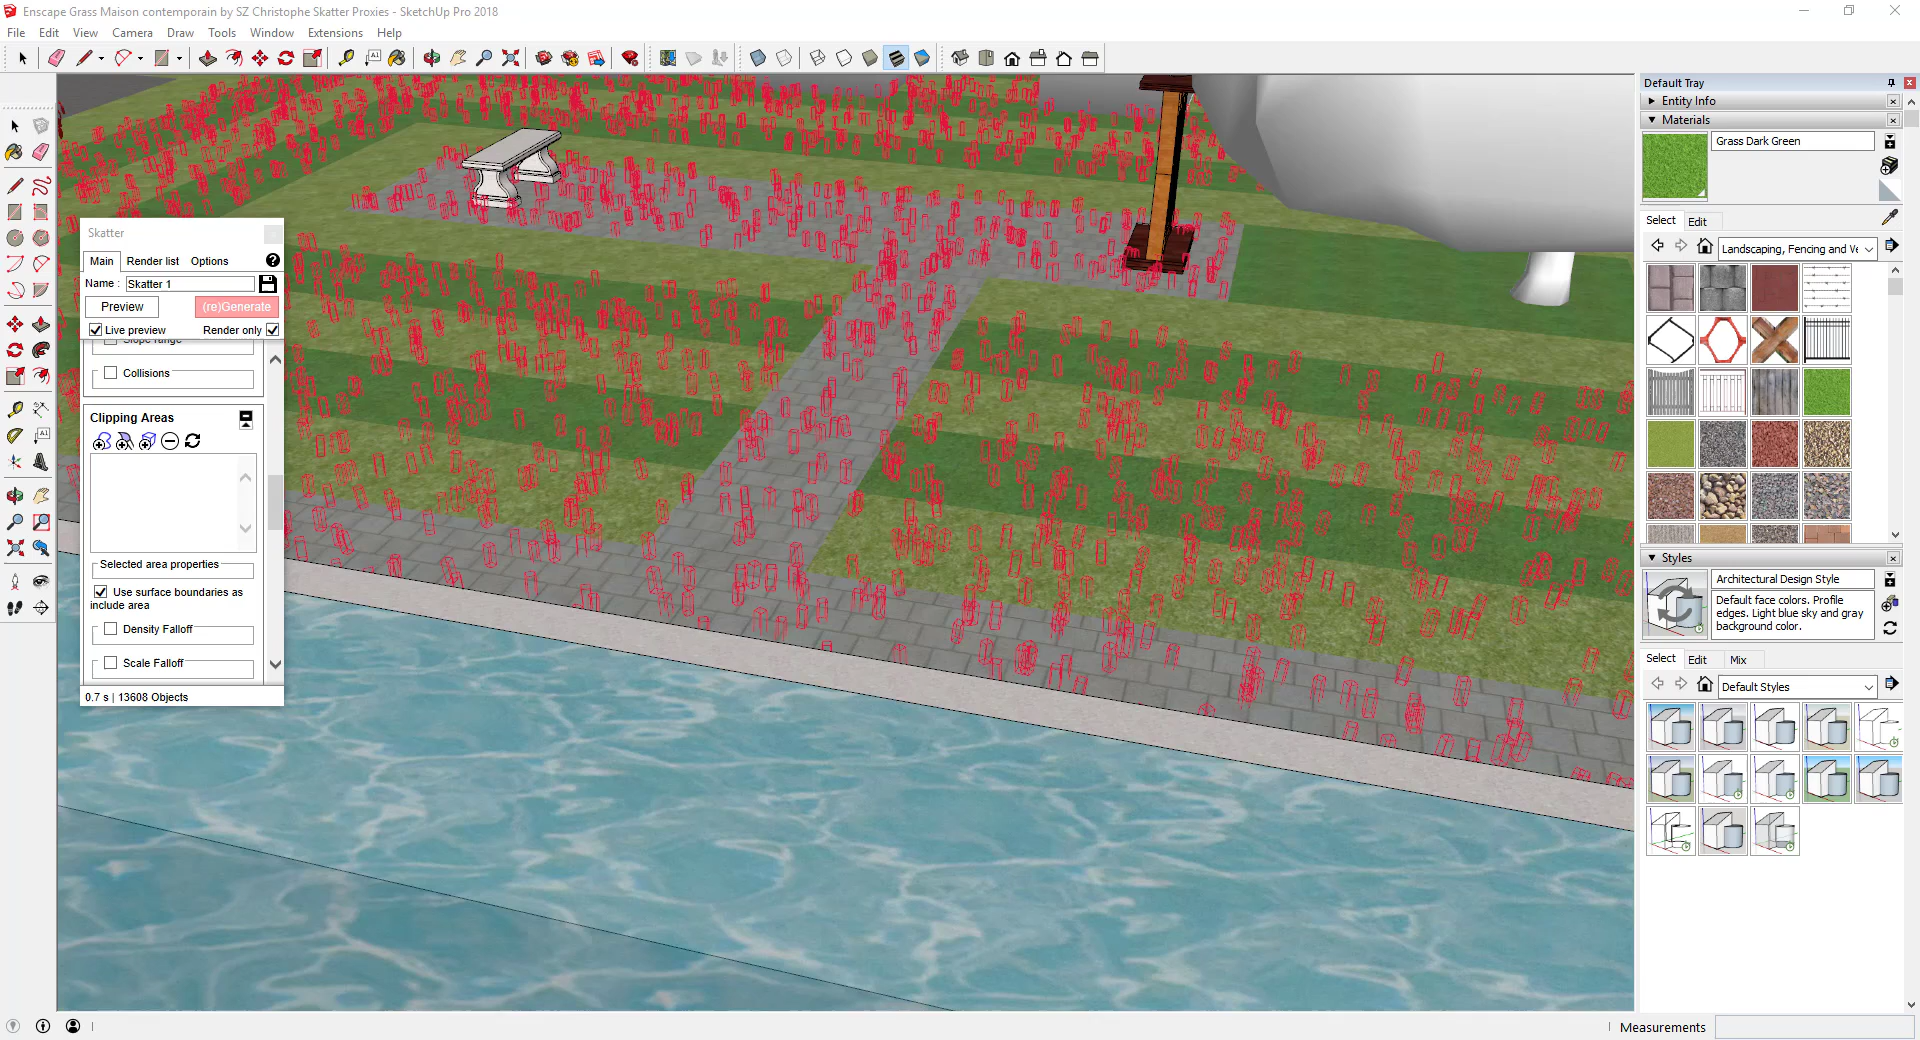 Enscape Grass Maison contemporain by SZ Christophe Skatter Proxies - SketchUp Pro 2018
File Edit View Camera Draw Tools Window Extensions Help
Default Tray
Entity Info
Materials
Grass Dark Green
Select Edit
Landscaping, Fencing and Ve
Skatter
Main Render list Options
Name : Skatter 1
Preview (re)Generate
Live preview Render only
Slope range
Collisions
Clipping Areas
Selected area properties
Use surface boundaries as
include area
Density Falloff
Scale Falloff
0.7 s | 13608 Objects
Styles
Architectural Design Style
Default face colors. Profile
edges. Light blue sky and gray
background color.
Select Edit Mix
Default Styles
Measurements